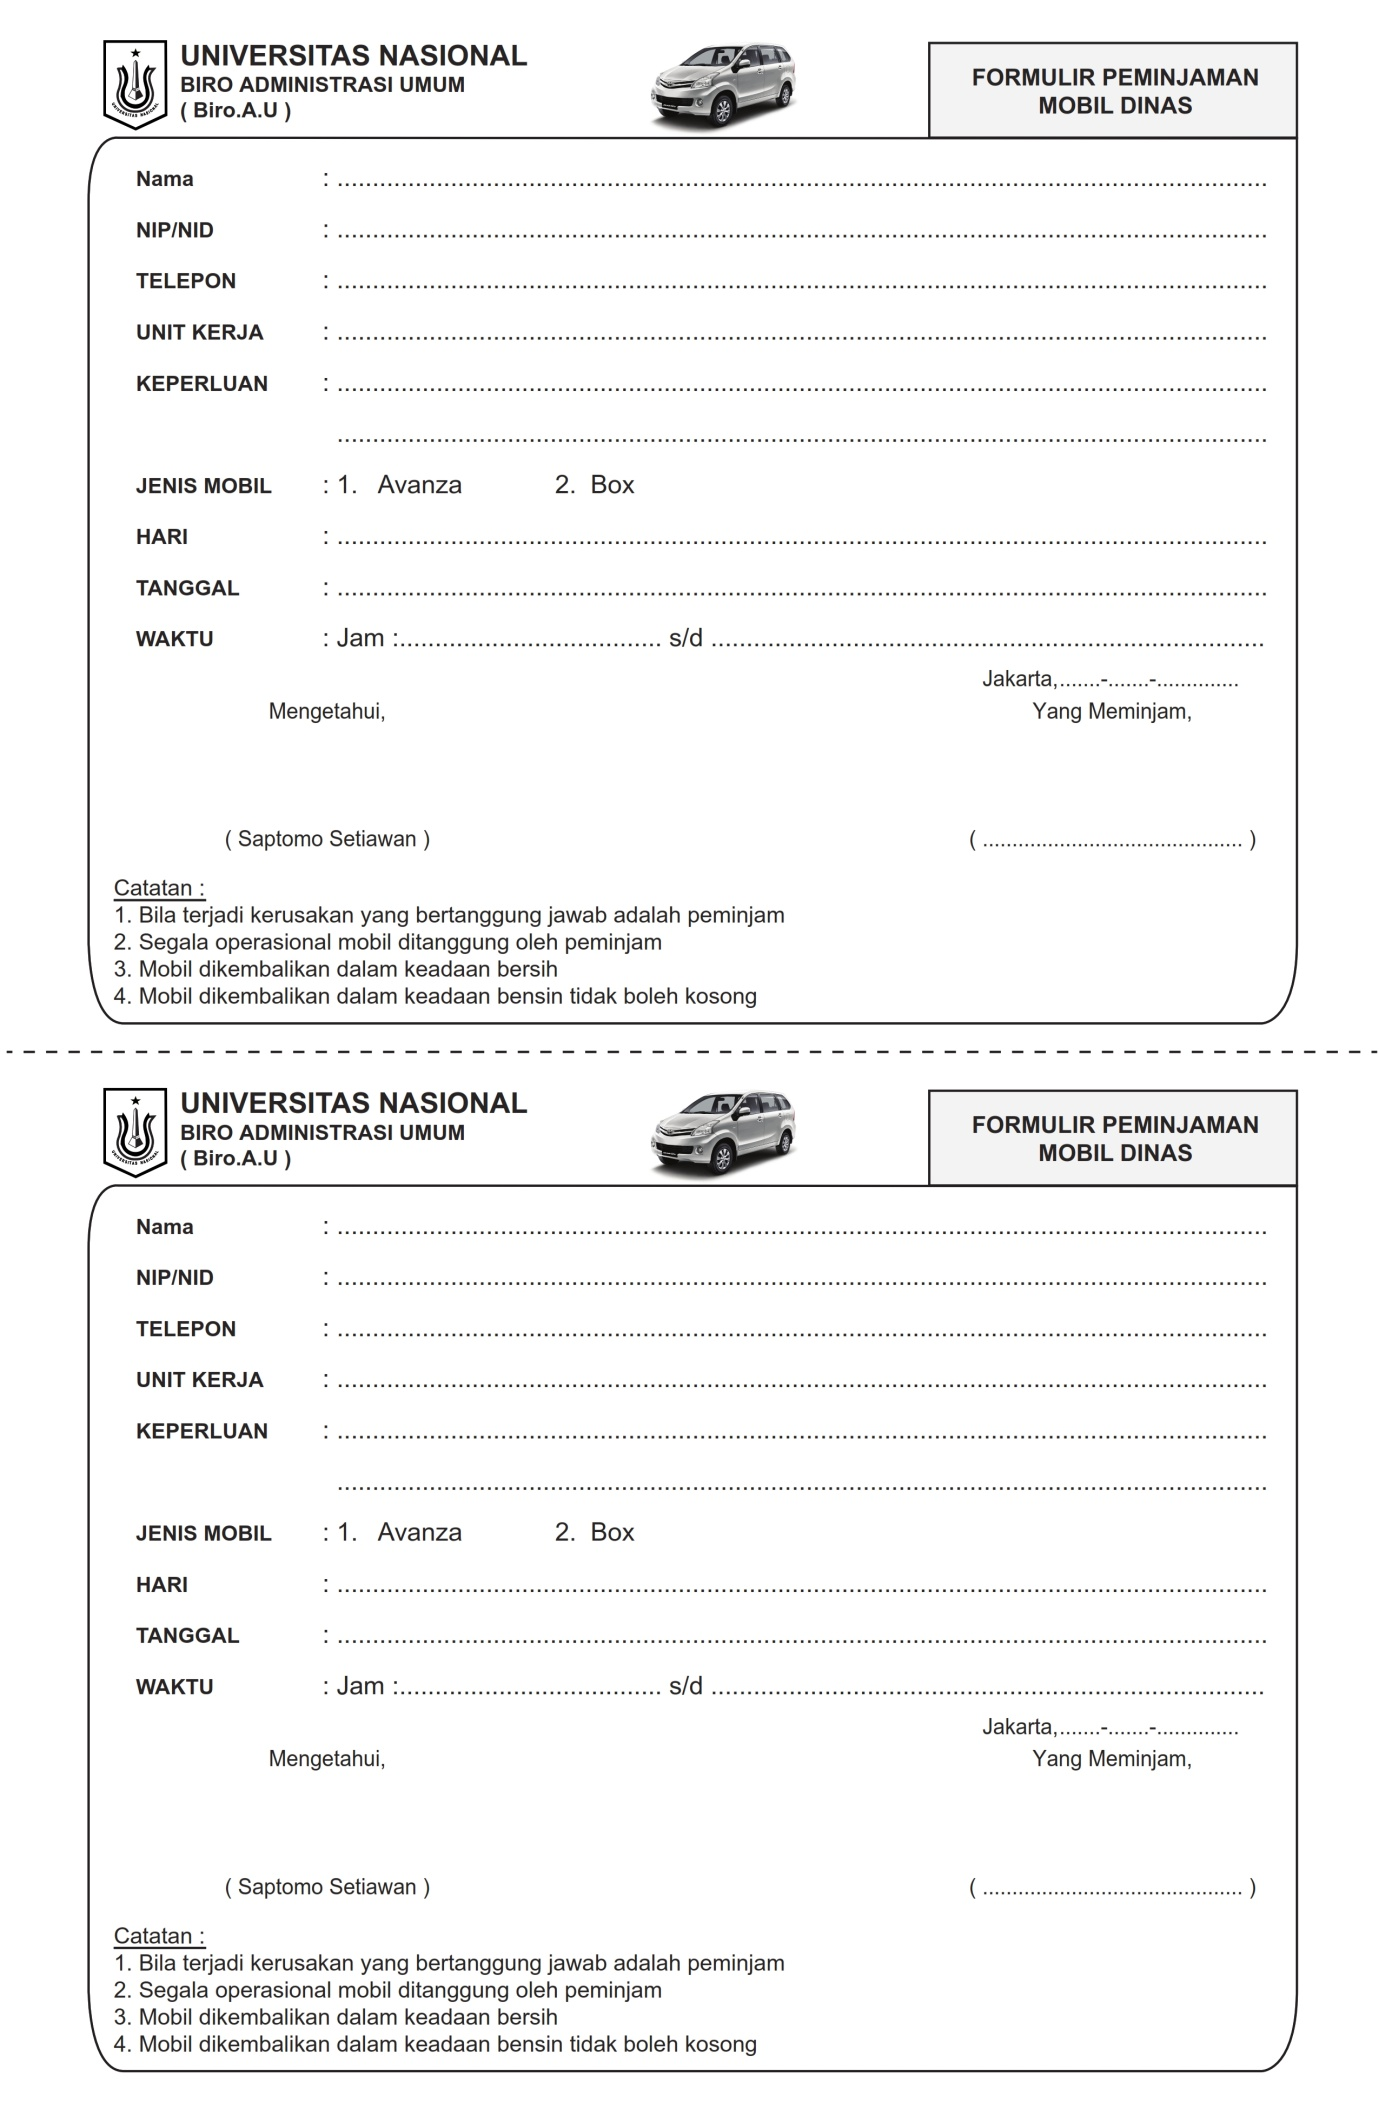 UNIVERSITAS NASIONAL
BIRO ADMINISTRASI UMUM
( Biro.A.U )
UNIVERSITAS NASIONAL
FORMULIR PEMINJAMAN
MOBIL DINAS
Nama : ....................................................................................................
NIP/NID : ....................................................................................................
TELEPON : ....................................................................................................
UNIT KERJA : ....................................................................................................
KEPERLUAN : ....................................................................................................
....................................................................................................
JENIS MOBIL : 1. Avanza 2. Box
HARI : ....................................................................................................
TANGGAL : ....................................................................................................
WAKTU : Jam :..................................... s/d ..............................................................................
Jakarta,.......-.......-..............
Mengetahui, Yang Meminjam,
( Saptomo Setiawan ) ( ............................................ )
Catatan :
1. Bila terjadi kerusakan yang bertanggung jawab adalah peminjam
2. Segala operasional mobil ditanggung oleh peminjam
3. Mobil dikembalikan dalam keadaan bersih
4. Mobil dikembalikan dalam keadaan bensin tidak boleh kosong
UNIVERSITAS NASIONAL
BIRO ADMINISTRASI UMUM
( Biro.A.U )
UNIVERSITAS NASIONAL
FORMULIR PEMINJAMAN
MOBIL DINAS
Nama : ....................................................................................................
NIP/NID : ....................................................................................................
TELEPON : ....................................................................................................
UNIT KERJA : ....................................................................................................
KEPERLUAN : ....................................................................................................
....................................................................................................
JENIS MOBIL : 1. Avanza 2. Box
HARI : ....................................................................................................
TANGGAL : ....................................................................................................
WAKTU : Jam :..................................... s/d ..............................................................................
Jakarta,.......-.......-..............
Mengetahui, Yang Meminjam,
( Saptomo Setiawan ) ( ............................................ )
Catatan :
1. Bila terjadi kerusakan yang bertanggung jawab adalah peminjam
2. Segala operasional mobil ditanggung oleh peminjam
3. Mobil dikembalikan dalam keadaan bersih
4. Mobil dikembalikan dalam keadaan bensin tidak boleh kosong